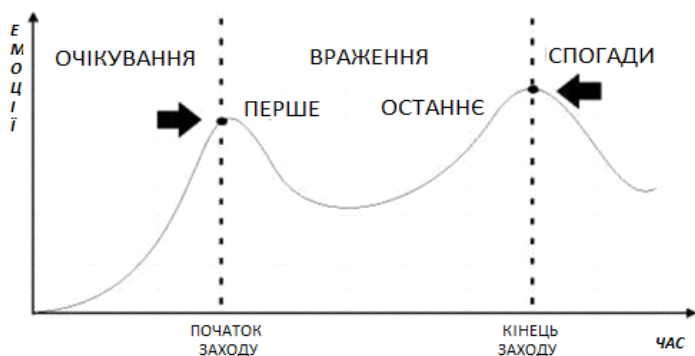 ЕМОЦІЇ
ОЧІКУВАННЯ
ВРАЖЕННЯ
СПОГАДИ
ПЕРШЕ
ОСТАННЄ
ПОЧАТОК
ЗАХОДУ
КІНЕЦЬ
ЗАХОДУ
ЧАС